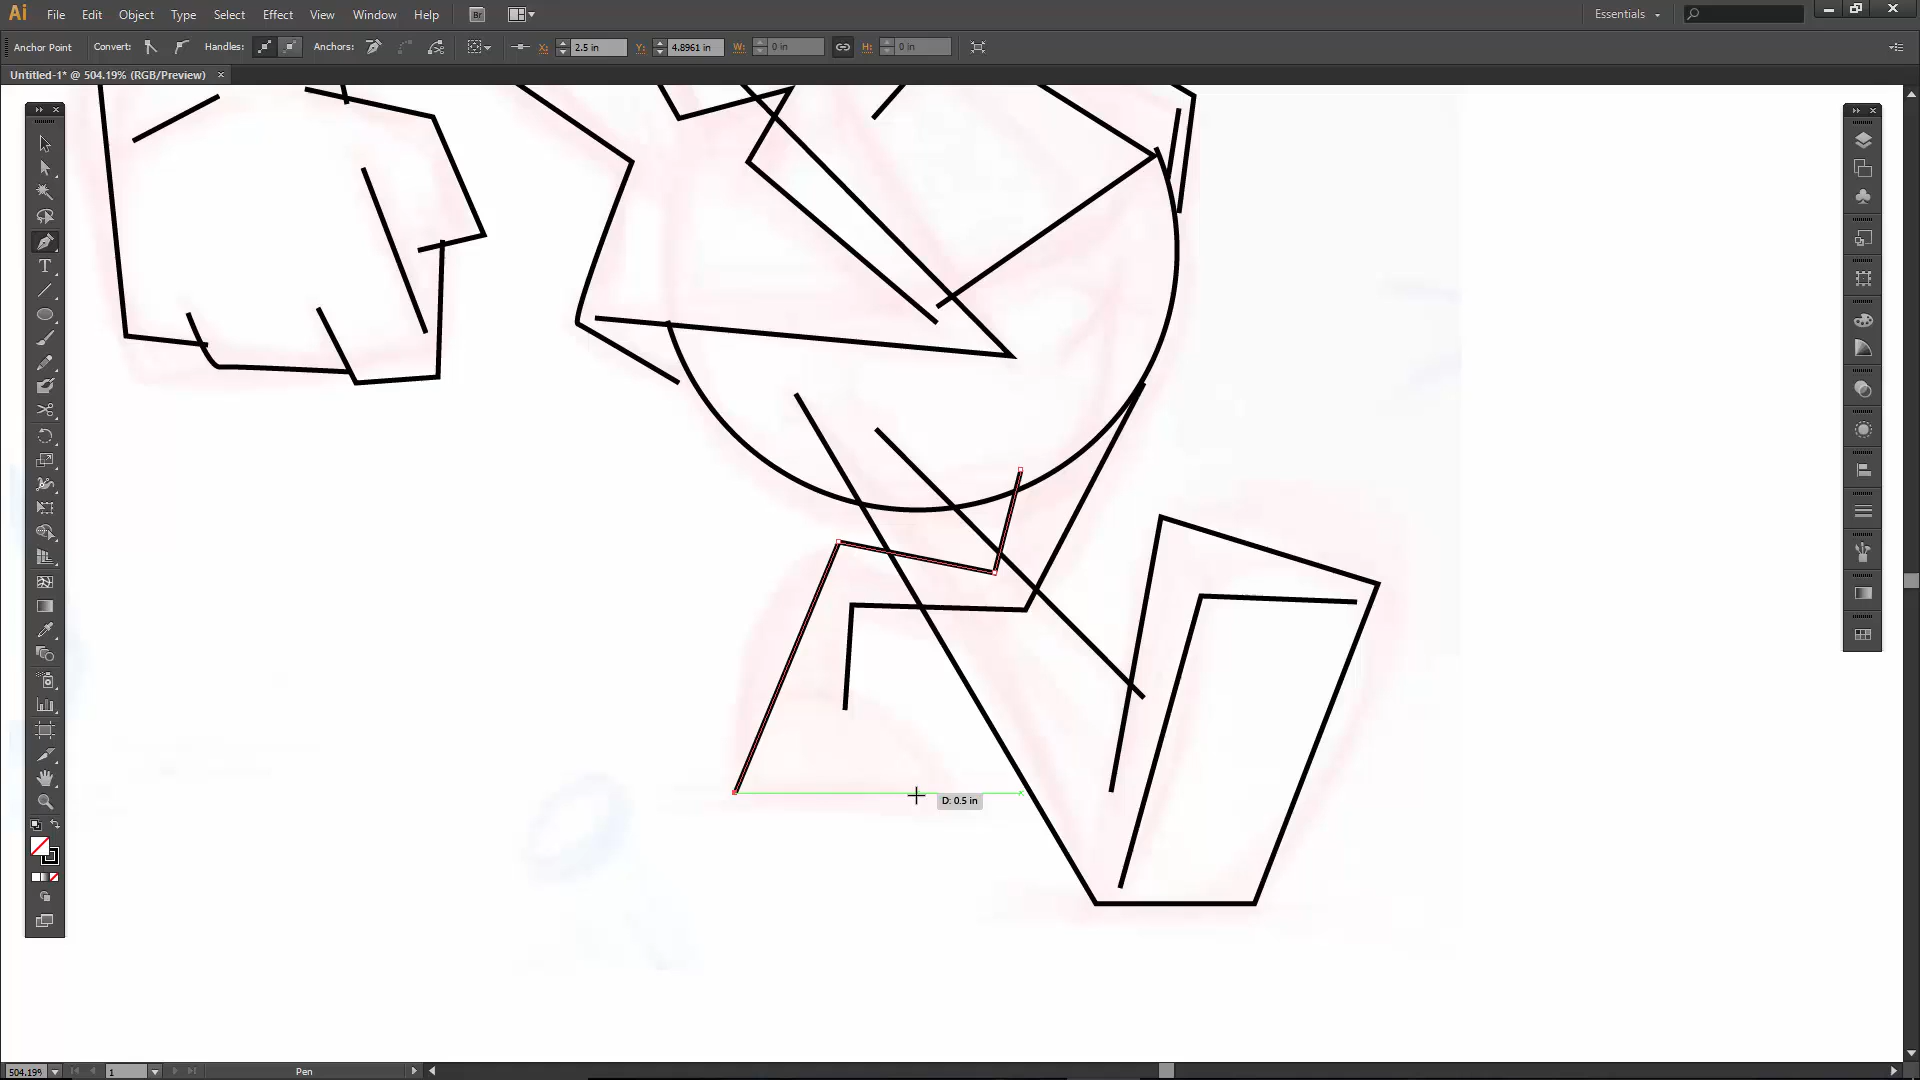 Ai File Edit Object Type Select Effect View Window Help Br Essentials
Anchor Point Convert: Handles: Anchors: X: 2.5 in Y: 4.8961 in W: 0 in H: 0 in
Untitled-1* @ 504.19% (RGB/Preview)
D: 0.5 in
504.19% 1 Pen